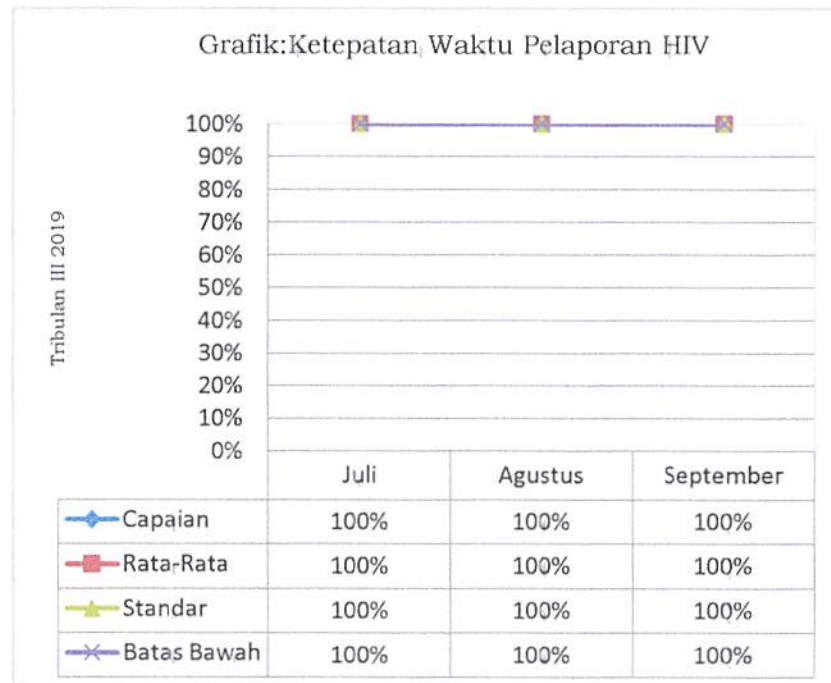 Grafik:Ketepatan Waktu Pelaporan HIV
Tribulan III 2019
100%
90%
80%
70%
60%
50%
40%
30%
20%
10%
0%
Juli Agustus September
Capaian 100% 100% 100%
Rata-Rata 100% 100% 100%
Standar 100% 100% 100%
Batas Bawah 100% 100% 100%